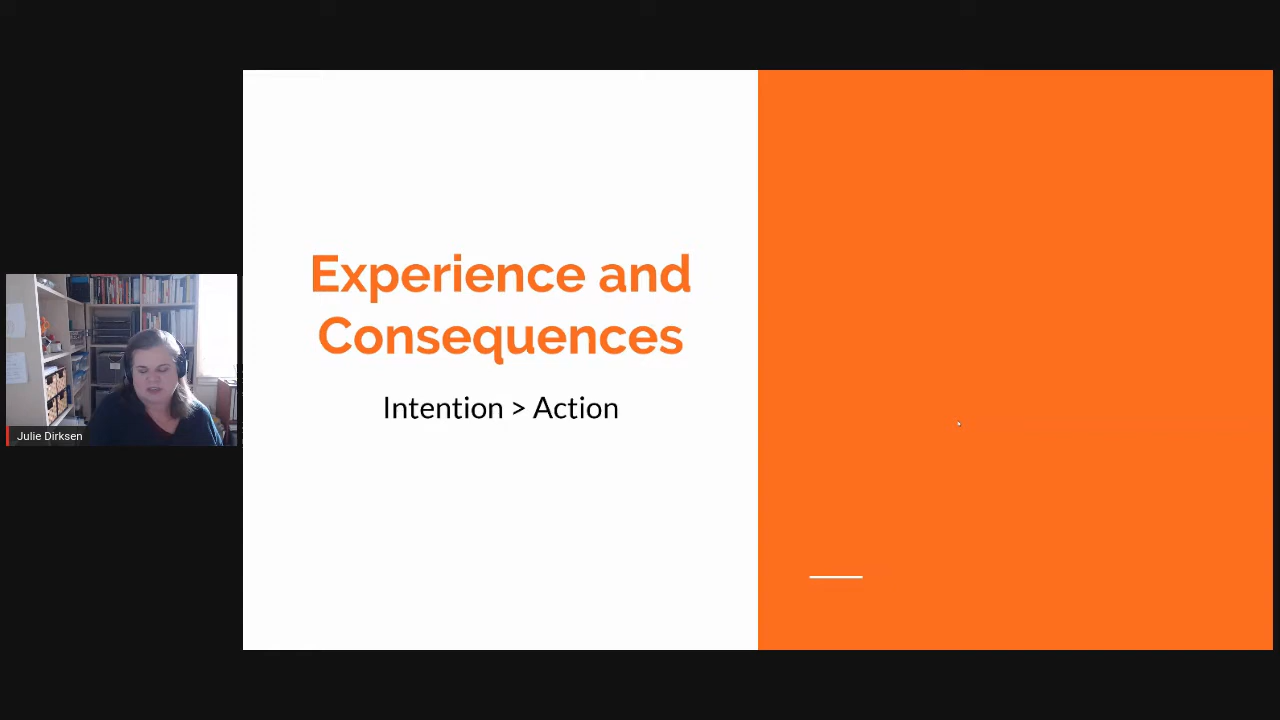 Experience and
Consequences
Intention > Action
Julie Dirksen